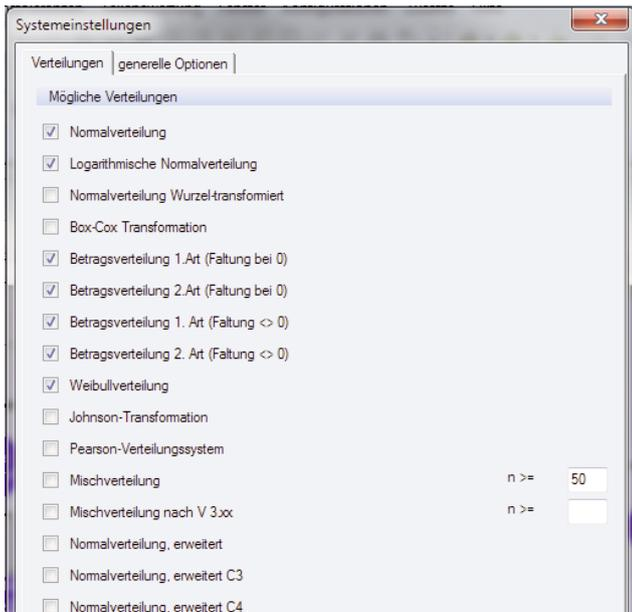 Systemeinstellungen
Verteilungen generelle Optionen
Mögliche Verteilungen
Normalverteilung
Logarithmische Normalverteilung
Normalverteilung Wurzel-transformiert
Box-Cox Transformation
Betragsverteilung 1.Art (Faltung bei 0)
Betragsverteilung 2.Art (Faltung bei 0)
Betragsverteilung 1. Art (Faltung <> 0)
Betragsverteilung 2. Art (Faltung <> 0)
Weibullverteilung
Johnson-Transformation
Pearson-Verteilungssystem
Mischverteilung n >= 50
Mischverteilung nach V 3.xx n >=
Normalverteilung, erweitert
Normalverteilung, erweitert C3
Normalverteilung, erweitert C4